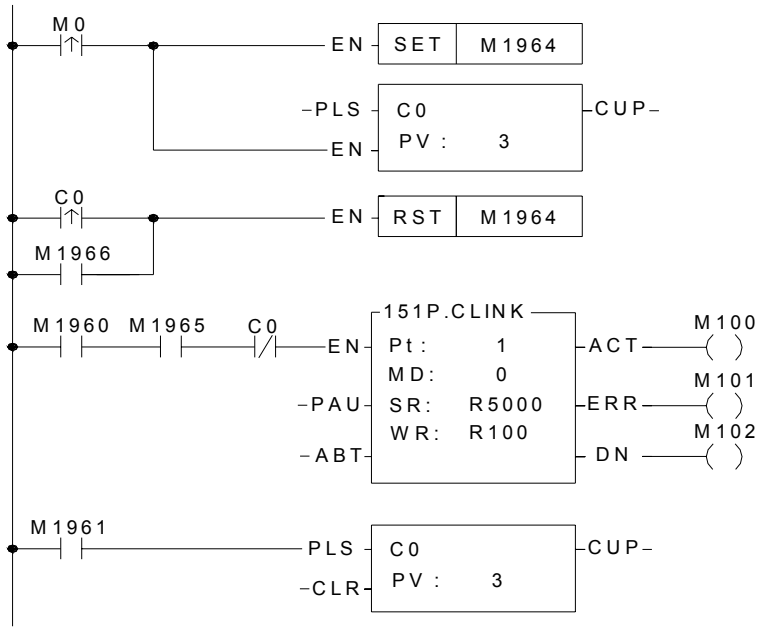 M0
EN SET M1964
PLS C0 CUP
EN PV : 3
C0
EN RST M1964
M1966
151P.CLINK
M1960 M1965 C0 EN Pt : 1 ACT M100
MD: 0
PAU SR: R5000 ERR M101
WR: R100
ABT DN M102
M1961
PLS C0 CUP
CLR PV : 3